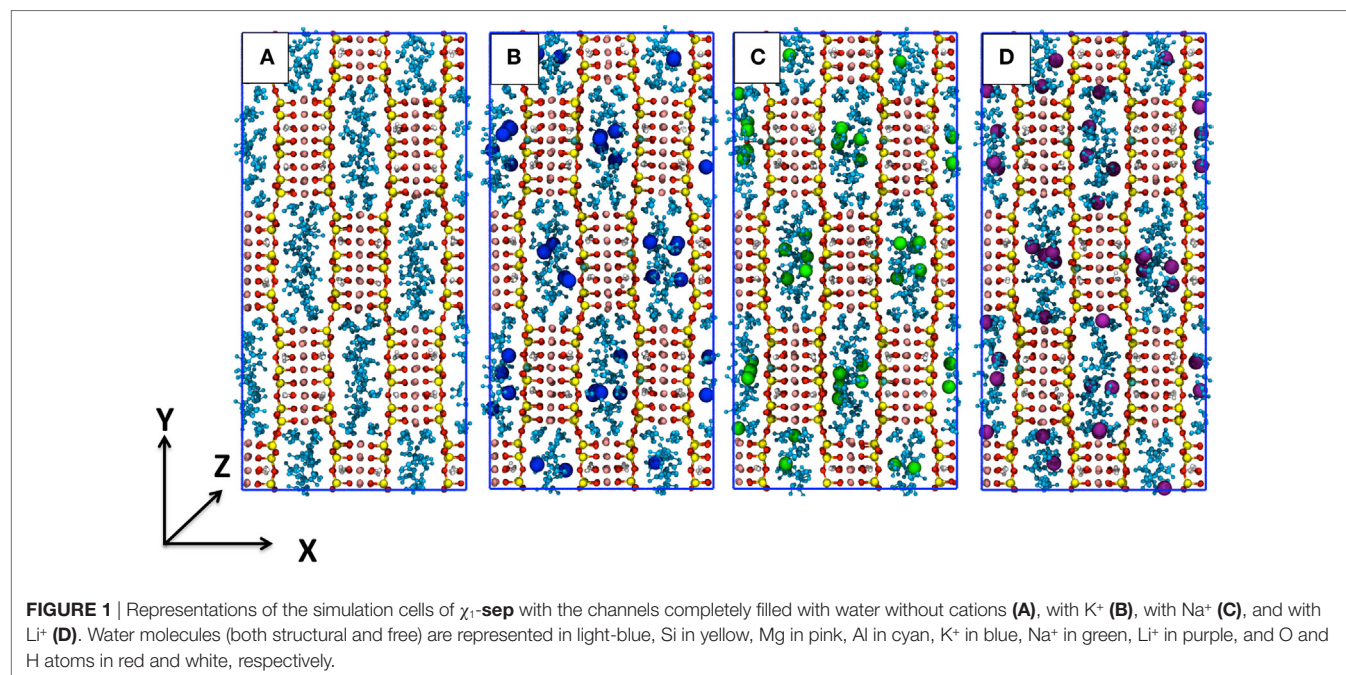 A
B
C
D
Y
Z
X
FIGURE 1 | Representations of the simulation cells of χ₁-sep with the channels completely filled with water without cations (A), with K⁺ (B), with Na⁺ (C), and with
Li⁺ (D). Water molecules (both structural and free) are represented in light-blue, Si in yellow, Mg in pink, Al in cyan, K⁺ in blue, Na⁺ in green, Li⁺ in purple, and O and
H atoms in red and white, respectively.